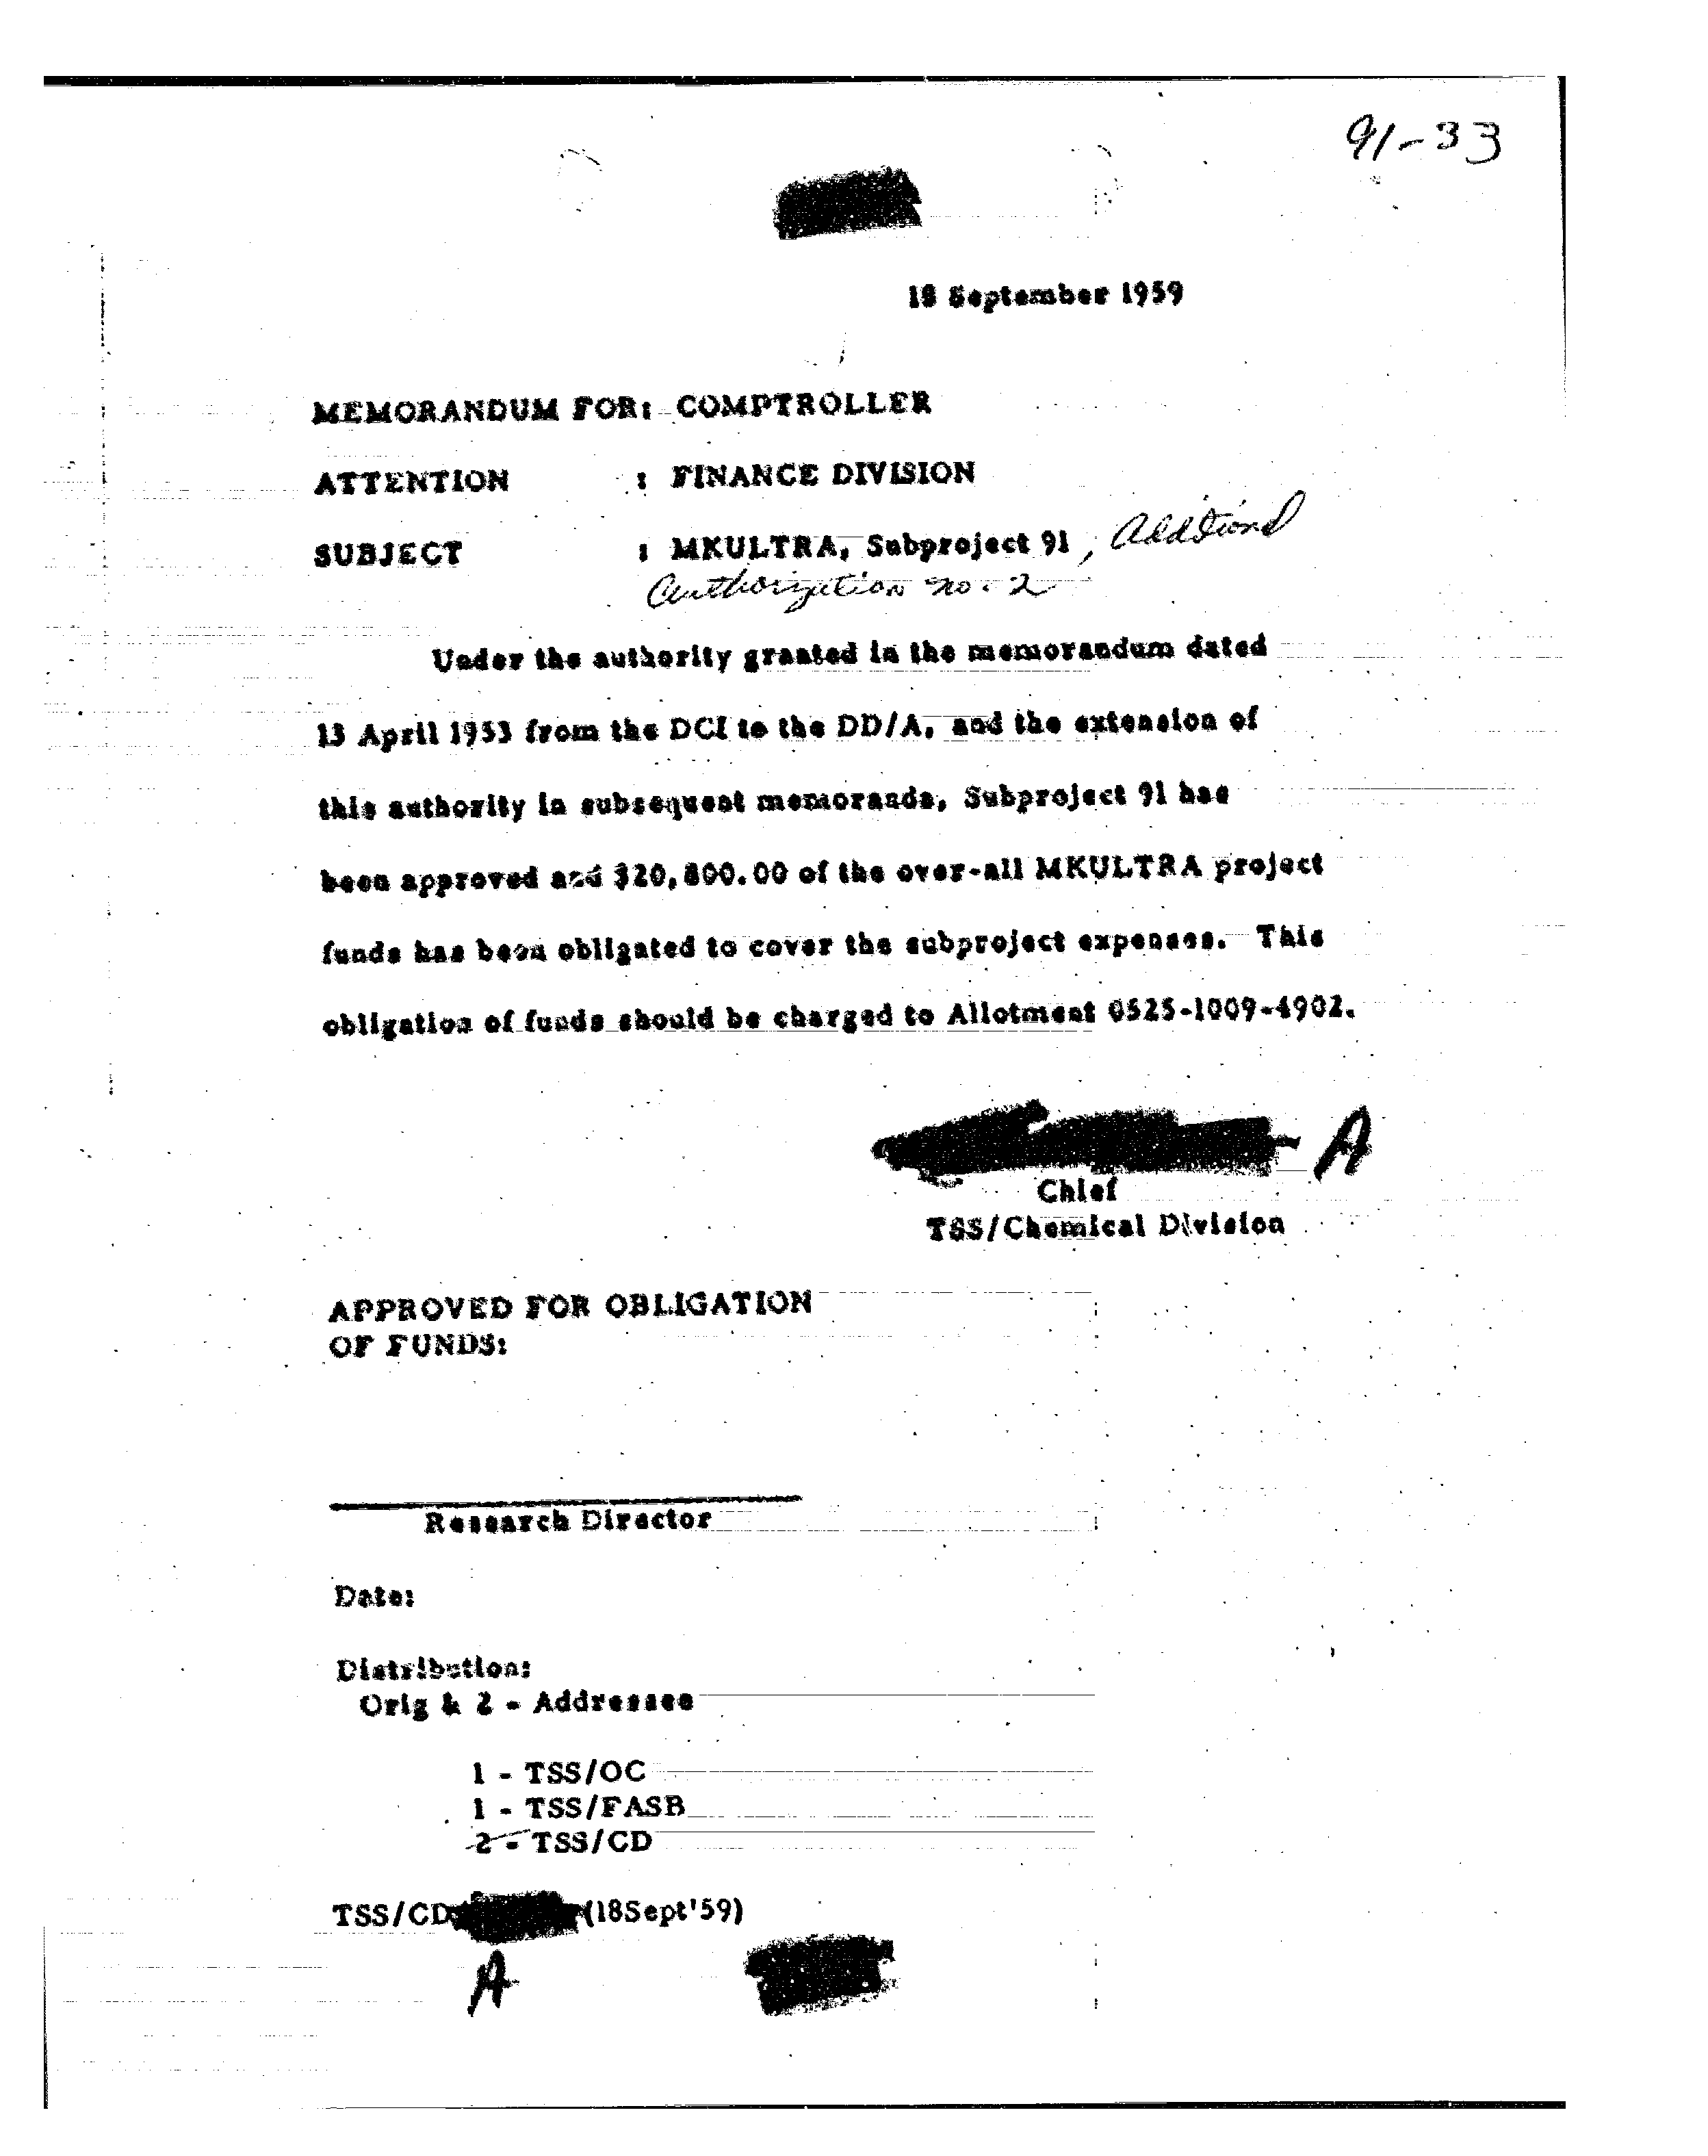 91-33
18 September 1959
MEMORANDUM FOR: COMPTROLLER
ATTENTION : FINANCE DIVISION
SUBJECT : MKULTRA, Subproject 91, Additional
Authorization no. 2
Under the authority granted in the memorandum dated
13 April 1953 from the DCI to the DD/A, and the extension of
this authority in subsequent memoranda, Subproject 91 has
been approved and $20,800.00 of the over-all MKULTRA project
funds has been obligated to cover the subproject expenses. This
obligation of funds should be charged to Allotment 0525-1009-4902.
A
Chief
TSS/Chemical Division
APPROVED FOR OBLIGATION
OF FUNDS:
Research Director
Date:
Distribution:
Orig & 2 - Addressee
1 - TSS/OC
1 - TSS/FASB
2 - TSS/CD
TSS/CD (18Sept'59)
A